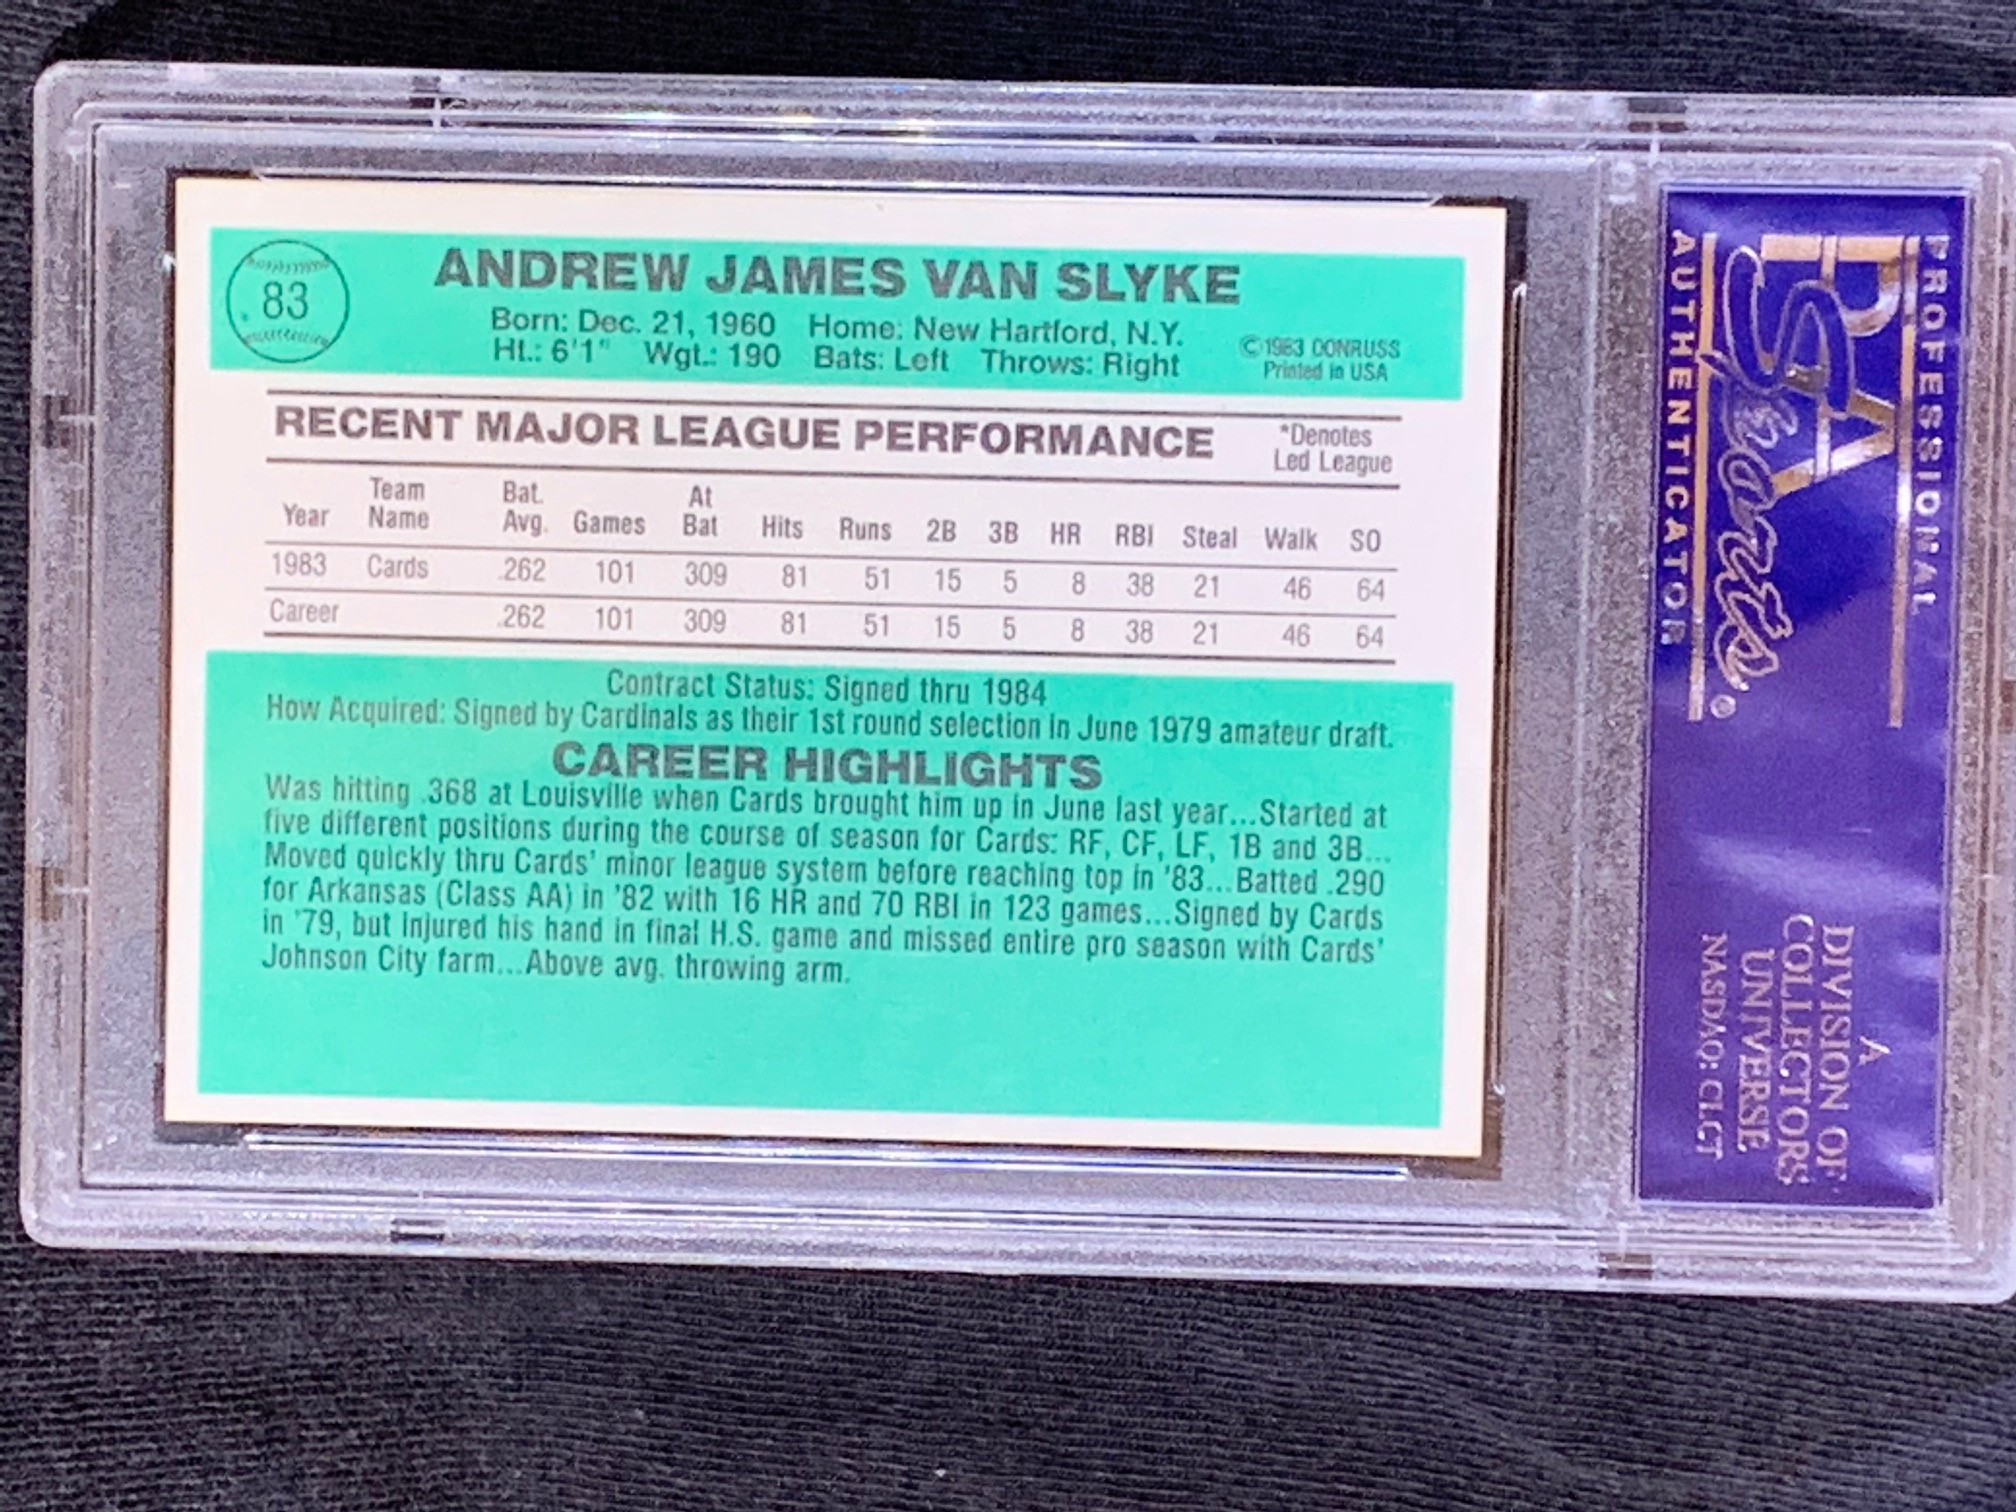 83
ANDREW JAMES VAN SLYKE
Born: Dec. 21, 1960 Home: New Hartford, N.Y.
Ht.: 6'1" Wgt.: 190 Bats: Left Throws: Right
©1983 DONRUSS
Printed in USA
RECENT MAJOR LEAGUE PERFORMANCE
*Denotes
Led League
Year Team Name Bat. Avg. Games At Bat Hits Runs 2B 3B HR RBI Steal Walk SO
1983 Cards .262 101 309 81 51 15 5 8 38 21 46 64
Career .262 101 309 81 51 15 5 8 38 21 46 64
Contract Status: Signed thru 1984
How Acquired: Signed by Cardinals as their 1st round selection in June 1979 amateur draft.
CAREER HIGHLIGHTS
Was hitting .368 at Louisville when Cards brought him up in June last year...Started at
five different positions during the course of season for Cards: RF, CF, LF, 1B and 3B...
Moved quickly thru Cards' minor league system before reaching top in '83...Batted .290
for Arkansas (Class AA) in '82 with 16 HR and 70 RBI in 123 games...Signed by Cards
in '79, but injured his hand in final H.S. game and missed entire pro season with Cards'
Johnson City farm...Above avg. throwing arm.
PROFESSIONAL
PSA
Sports®
AUTHENTICATOR
A
DIVISION OF
COLLECTORS
UNIVERSE
NASDAQ: CLCT